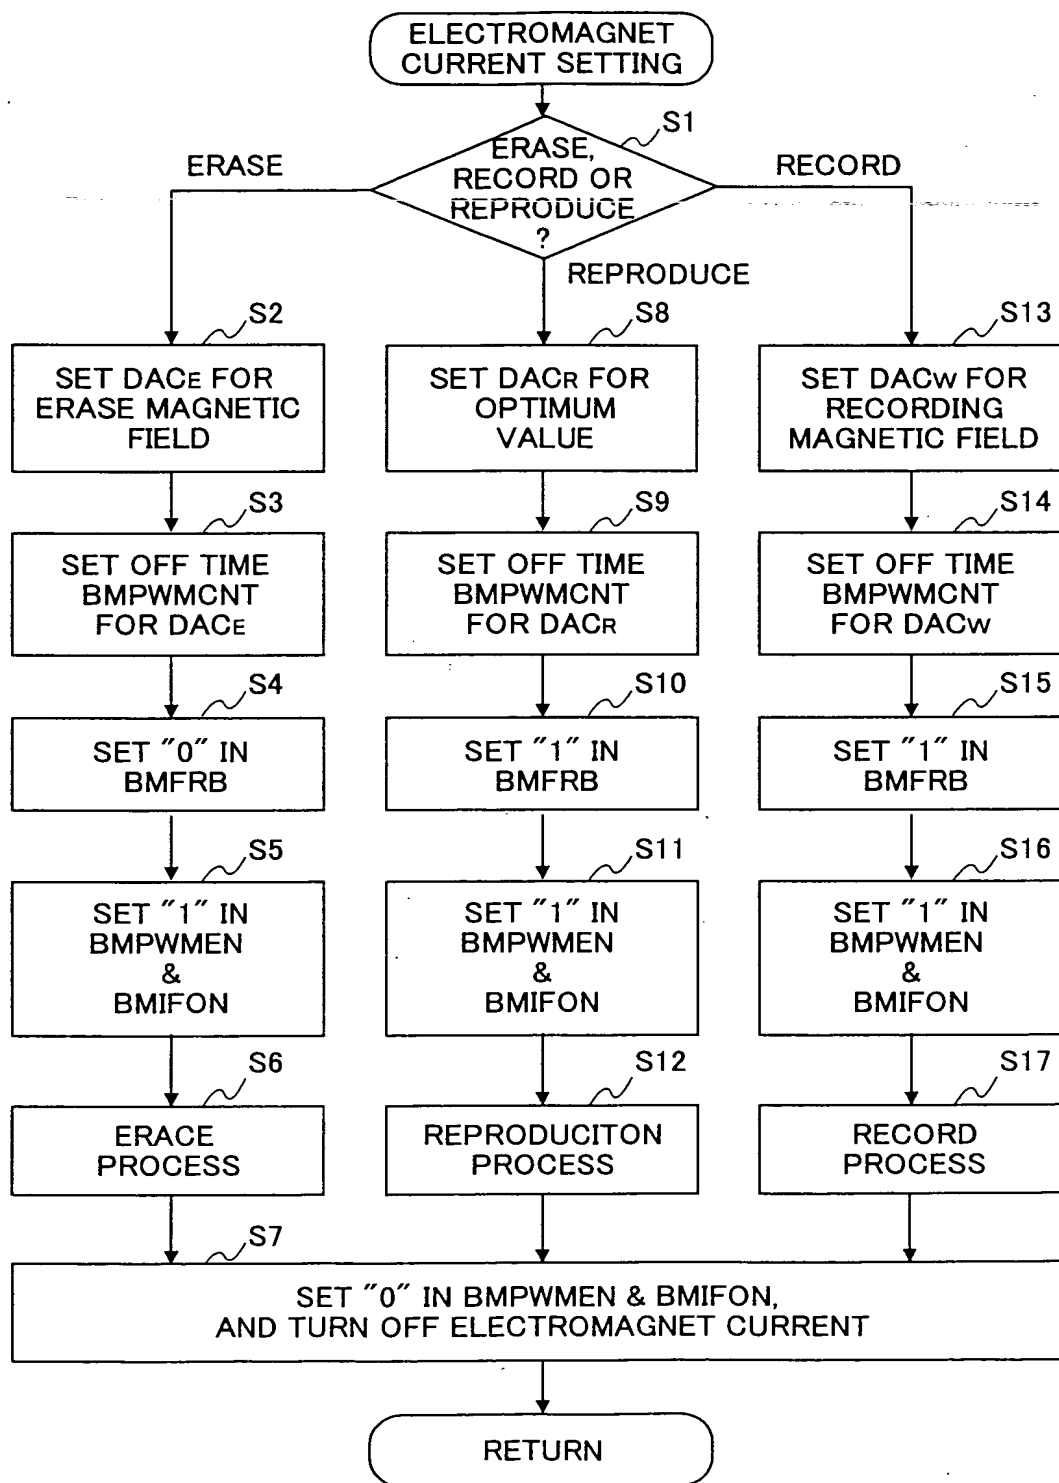 ELECTROMAGNET
CURRENT SETTING
S1
ERASE,
RECORD OR
REPRODUCE
?
ERASE
RECORD
REPRODUCE
S2
SET DACE FOR
ERASE MAGNETIC
FIELD
S8
SET DACR FOR
OPTIMUM
VALUE
S13
SET DACW FOR
RECORDING
MAGNETIC FIELD
S3
SET OFF TIME
BMPWMCNT
FOR DACE
S9
SET OFF TIME
BMPWMCNT
FOR DACR
S14
SET OFF TIME
BMPWMCNT
FOR DACW
S4
SET "0" IN
BMFRB
S10
SET "1" IN
BMFRB
S15
SET "1" IN
BMFRB
S5
SET "1" IN
BMPWMEN
&
BMIFON
S11
SET "1" IN
BMPWMEN
&
BMIFON
S16
SET "1" IN
BMPWMEN
&
BMIFON
S6
ERACE
PROCESS
S12
REPRODUCITON
PROCESS
S17
RECORD
PROCESS
S7
SET "0" IN BMPWMEN & BMIFON,
AND TURN OFF ELECTROMAGNET CURRENT
RETURN